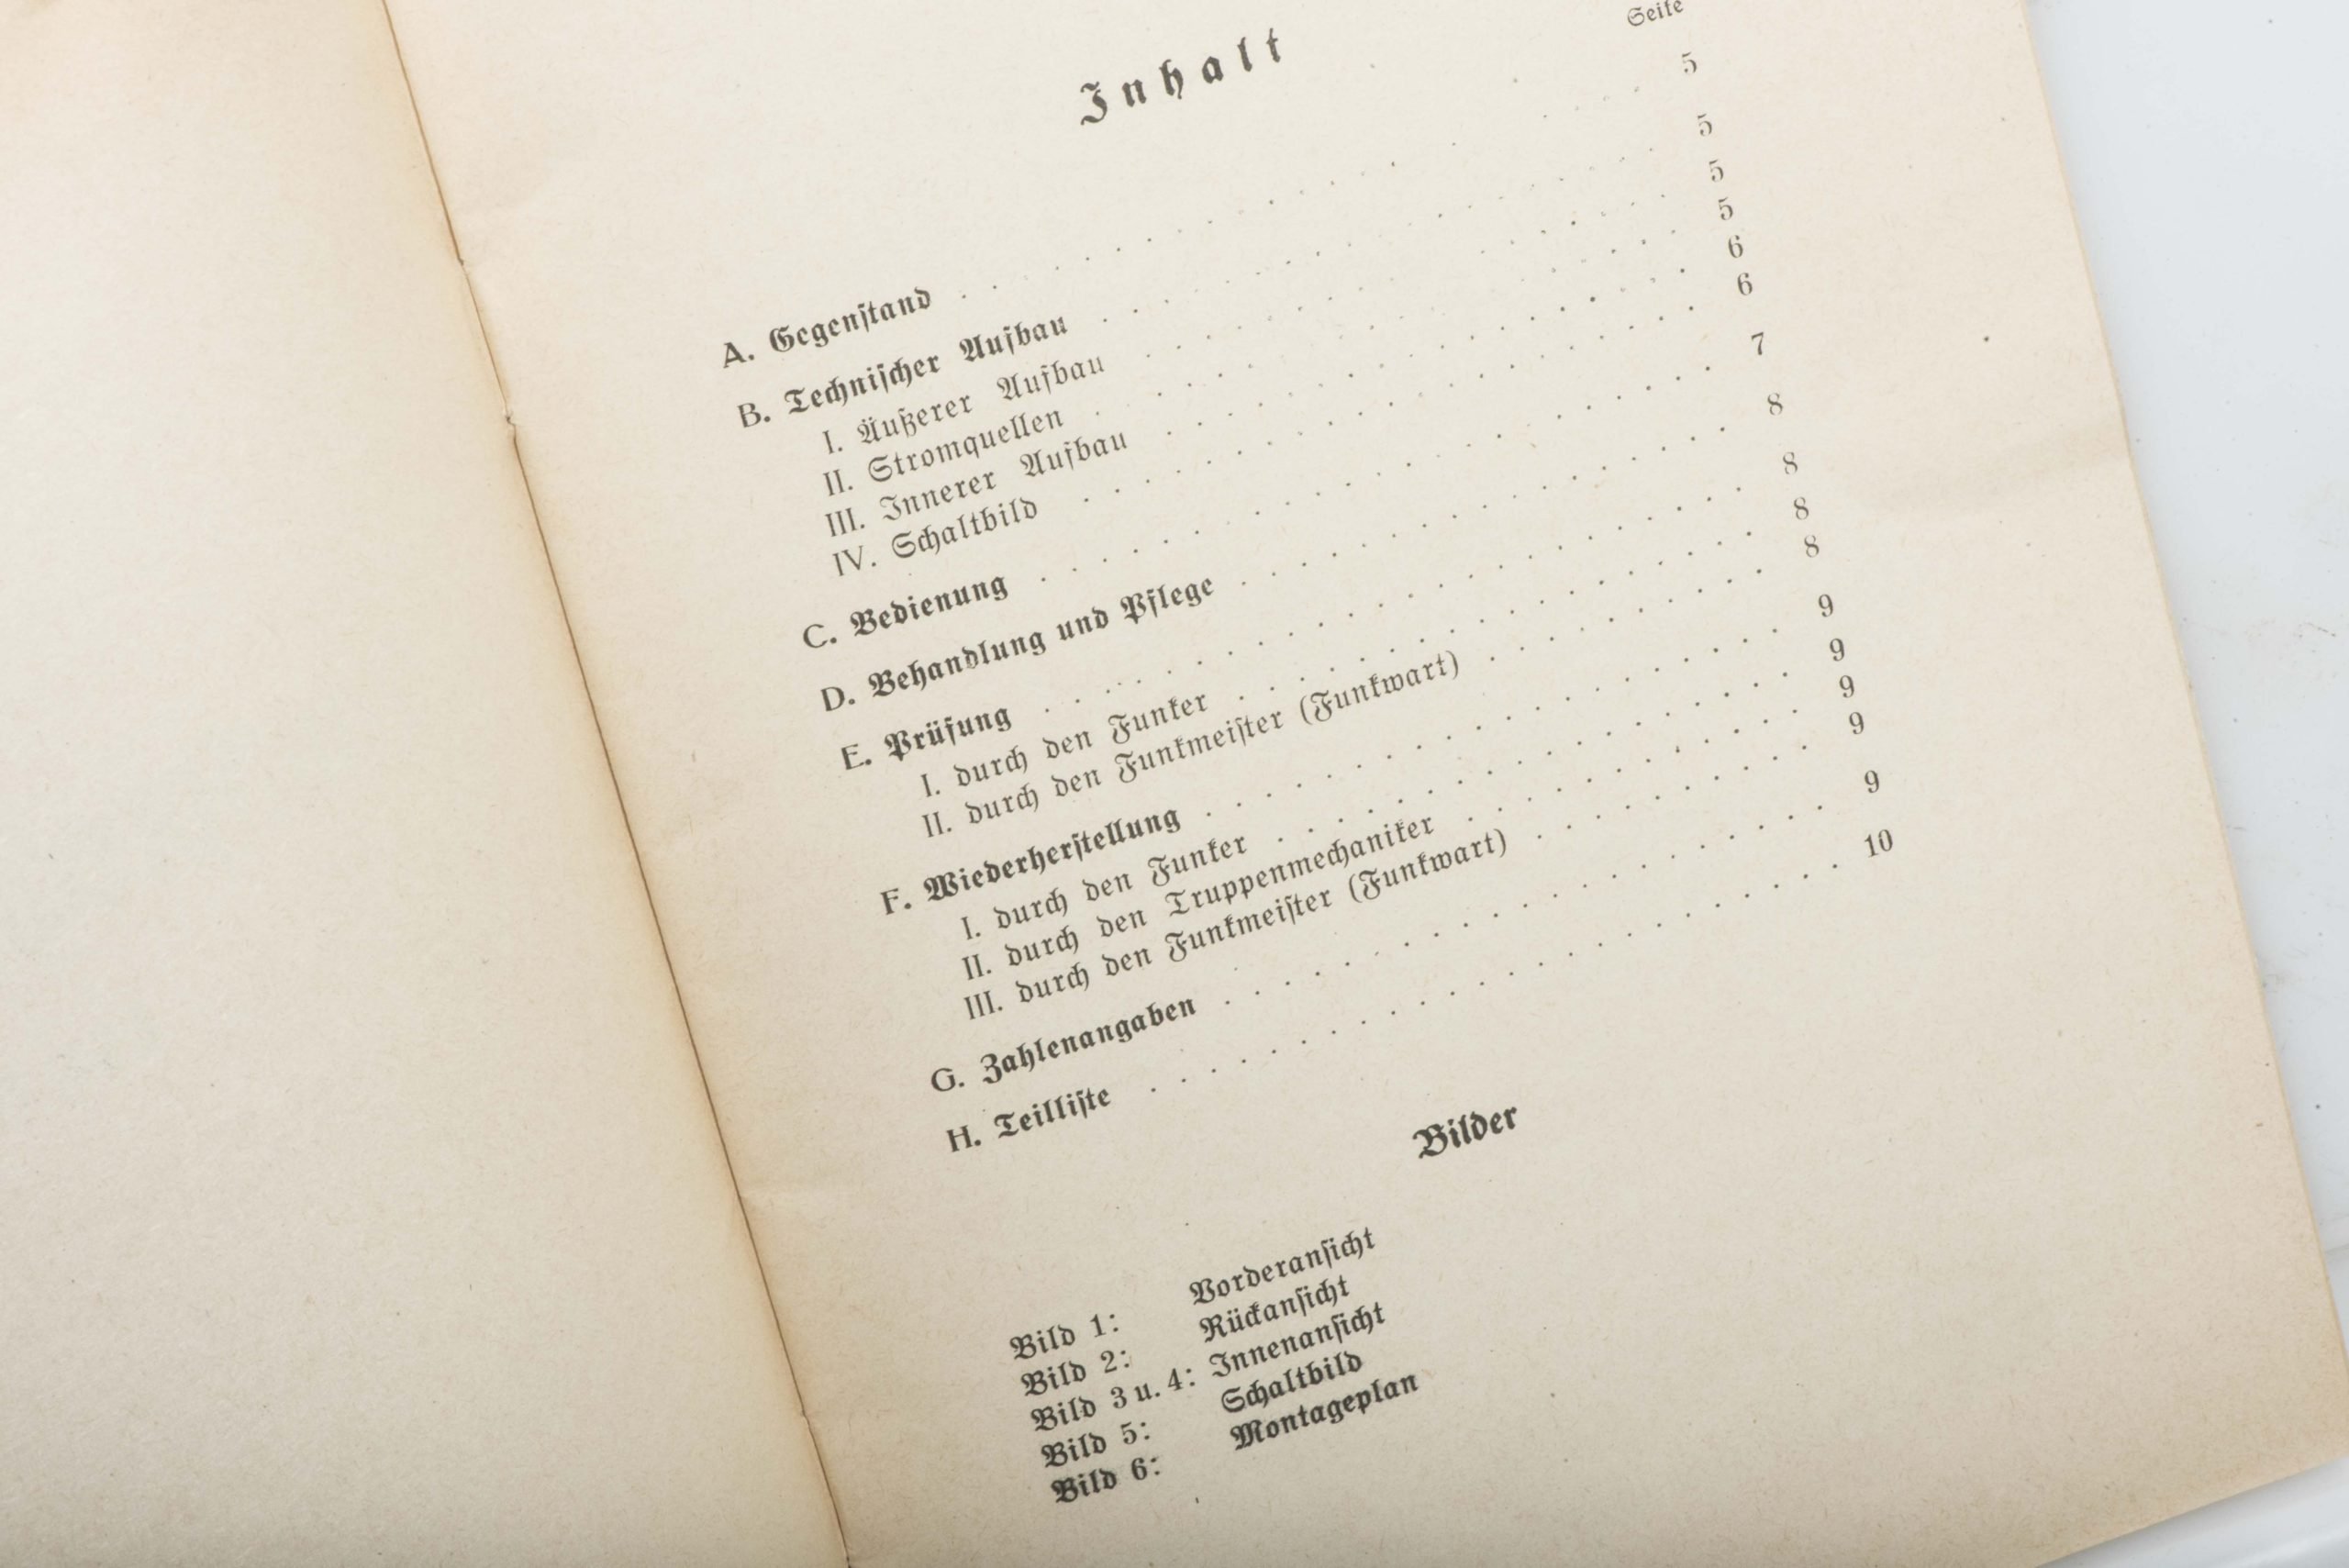 Inhalt
Seite
A. Gegenſtand . . . . . . . . . . 5
B. Techniſcher Aufbau . . . . . . . . . . 5
I. Äußerer Aufbau . . . . . . . . . . 5
II. Stromquellen . . . . . . . . . . 5
III. Innerer Aufbau . . . . . . . . . . 6
IV. Schaltbild . . . . . . . . . . 6
C. Bedienung . . . . . . . . . . 7
D. Behandlung und Pflege . . . . . . . . . . 8
E. Prüfung . . . . . . . . . . 8
I. durch den Funker . . . . . . . . . . 8
II. durch den Funkmeiſter (Funkwart) . . . . . . . . . . 8
F. Wiederherſtellung . . . . . . . . . . 9
I. durch den Funker . . . . . . . . . . 9
II. durch den Truppenmechaniker . . . . . . . . . . 9
III. durch den Funkmeiſter (Funkwart) . . . . . . . . . . 9
G. Zahlenangaben . . . . . . . . . . 9
H. Teilliſte . . . . . . . . . . 10
Bilder
Bild 1: Vorderanſicht
Bild 2: Rückanſicht
Bild 3 u. 4: Innenanſicht
Bild 5: Schaltbild
Bild 6: Montageplan